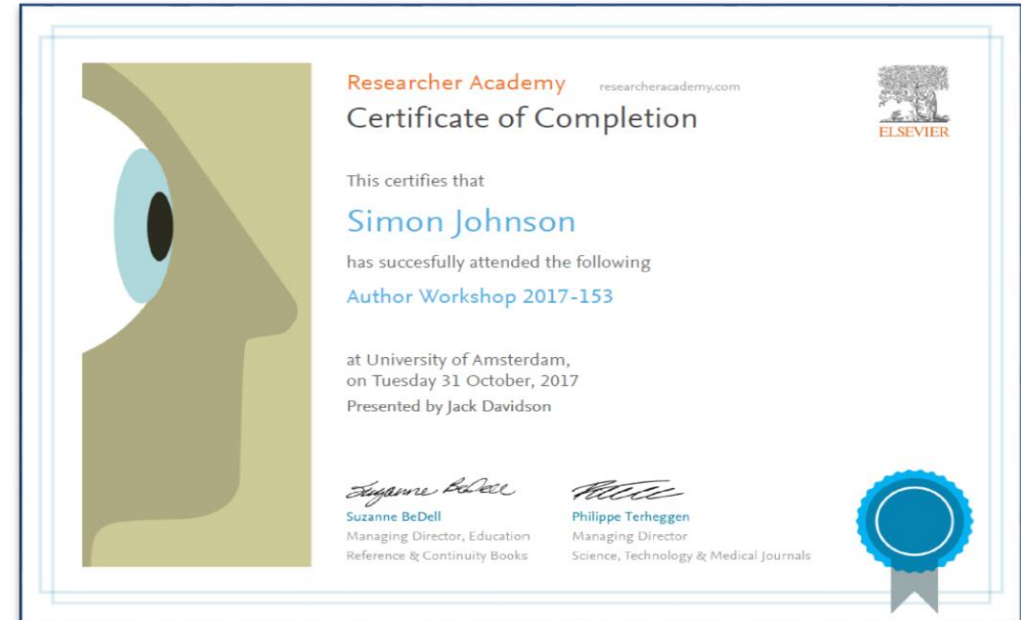 Researcher Academy researcheracademy.com
Certificate of Completion
ELSEVIER
This certifies that
Simon Johnson
has succesfully attended the following
Author Workshop 2017-153
at University of Amsterdam,
on Tuesday 31 October, 2017
Presented by Jack Davidson
Suzanne BeDell
Suzanne BeDell
Managing Director, Education
Reference & Continuity Books
Philippe Terheggen
Managing Director
Science, Technology & Medical Journals